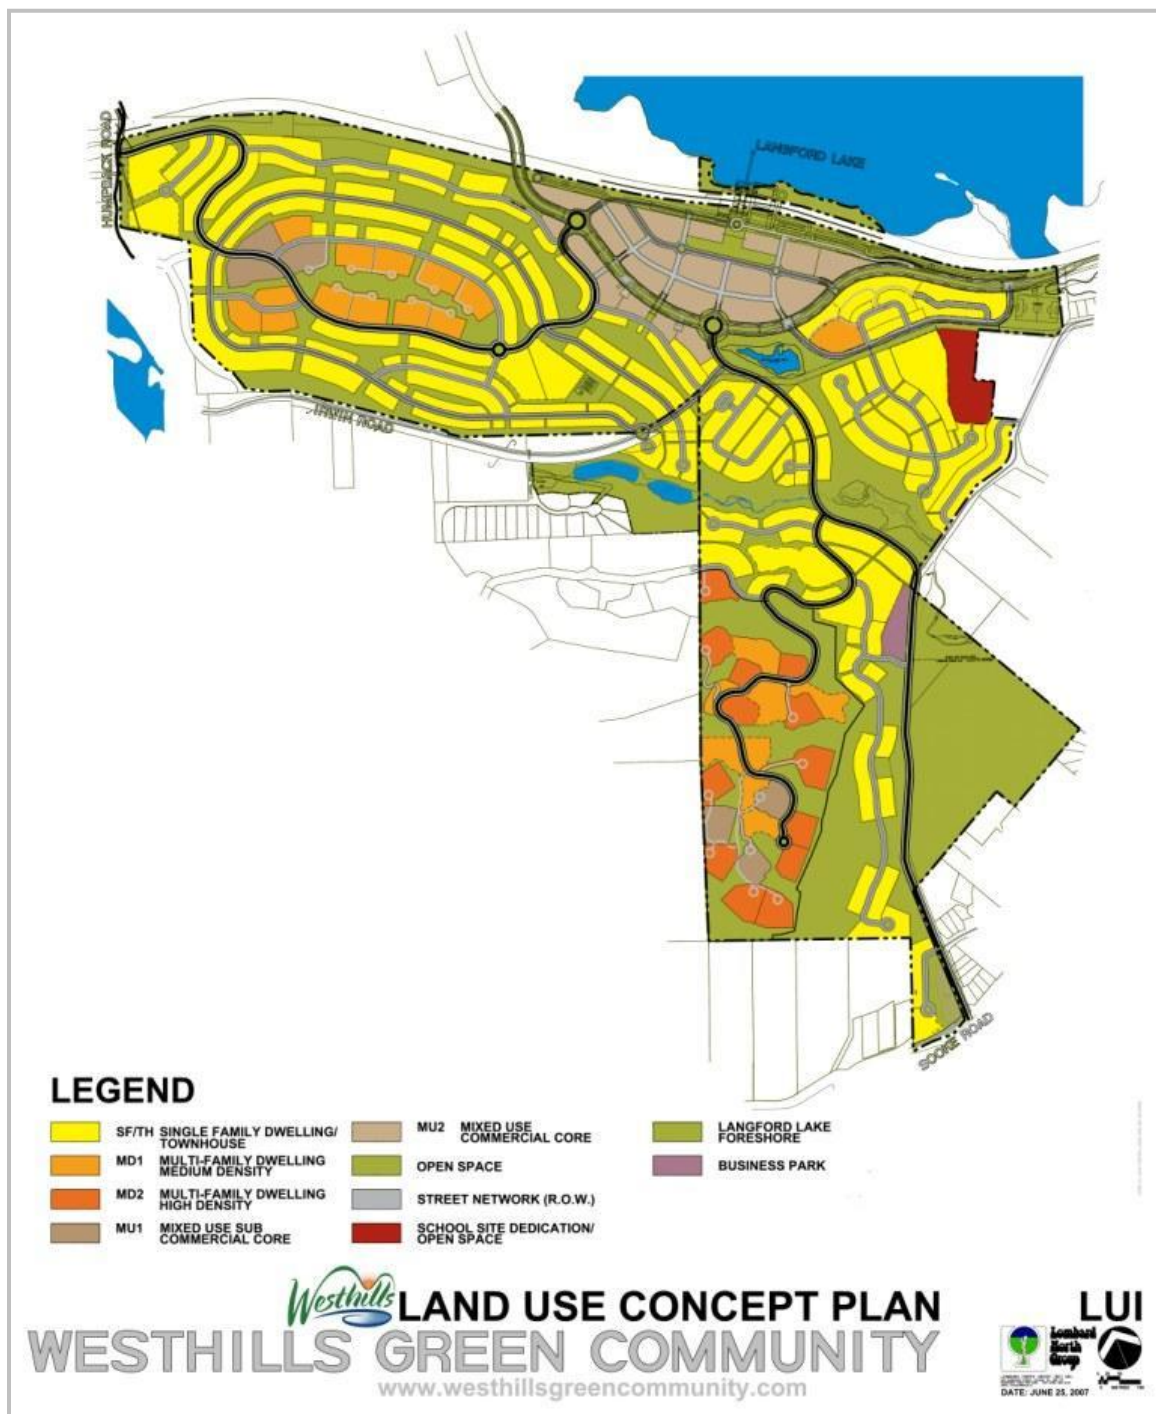 HUMPBACK ROAD
LANGFORD LAKE
IRWIN ROAD
SOOKE ROAD
LEGEND
SF/TH SINGLE FAMILY DWELLING/
TOWNHOUSE
MD1 MULTI-FAMILY DWELLING
MEDIUM DENSITY
MD2 MULTI-FAMILY DWELLING
HIGH DENSITY
MU1 MIXED USE SUB
COMMERCIAL CORE
MU2 MIXED USE
COMMERCIAL CORE
OPEN SPACE
STREET NETWORK (R.O.W.)
SCHOOL SITE DEDICATION/
OPEN SPACE
LANGFORD LAKE
FORESHORE
BUSINESS PARK
Westhills LAND USE CONCEPT PLAN
LUI
WESTHILLS GREEN COMMUNITY
www.westhillsgreencommunity.com
Lombard
North
Group
DATE: JUNE 25, 2007